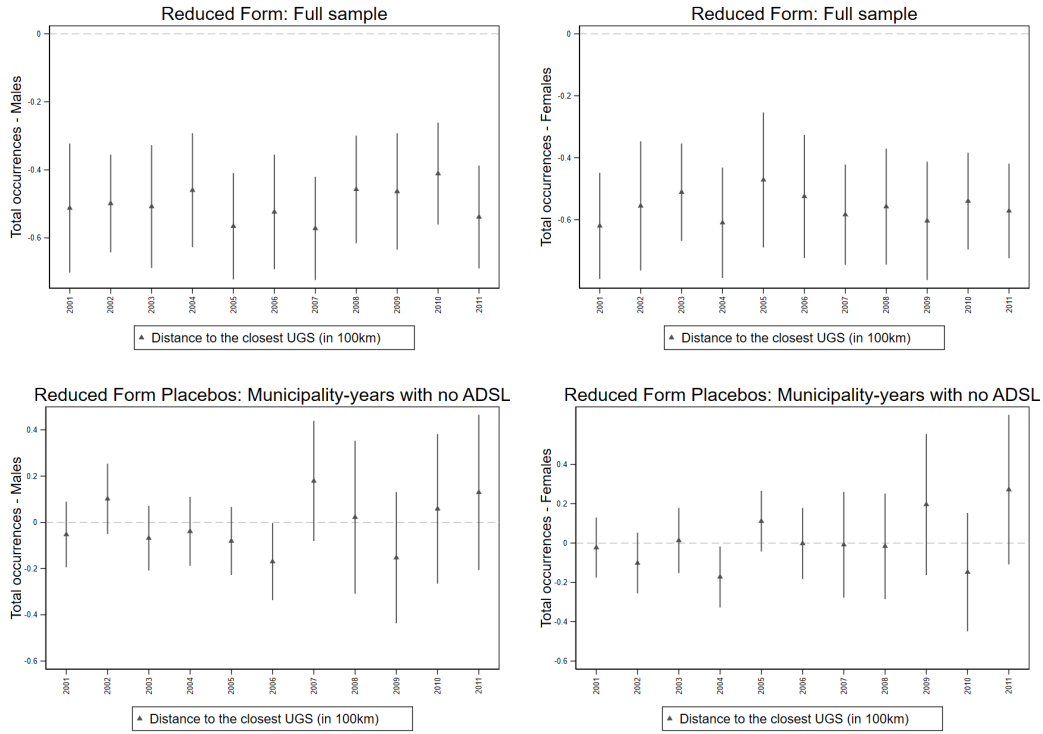 Reduced Form: Full sample
Total occurrences - Males
0
-0.2
-0.4
-0.6
2001 2002 2003 2004 2005 2006 2007 2008 2009 2010 2011
Distance to the closest UGS (in 100km)
Reduced Form: Full sample
Total occurrences - Females
0
-0.2
-0.4
-0.6
2001 2002 2003 2004 2005 2006 2007 2008 2009 2010 2011
Distance to the closest UGS (in 100km)
Reduced Form Placebos: Municipality-years with no ADSL
Total occurrences - Males
0.4
0.2
0
-0.2
-0.4
-0.6
2001 2002 2003 2004 2005 2006 2007 2008 2009 2010 2011
Distance to the closest UGS (in 100km)
Reduced Form Placebos: Municipality-years with no ADSL
Total occurrences - Females
0.4
0.2
0
-0.2
-0.4
-0.6
2001 2002 2003 2004 2005 2006 2007 2008 2009 2010 2011
Distance to the closest UGS (in 100km)